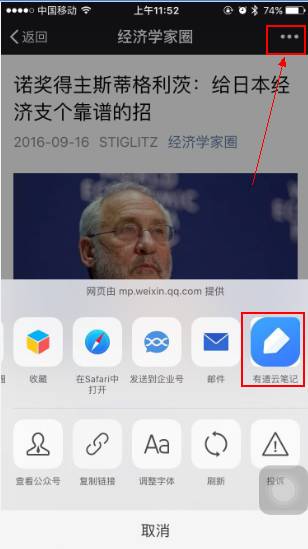 中国移动 上午11:52 74%
返回 经济学家圈
诺奖得主斯蒂格利茨：给日本经
济支个靠谱的招
2016-09-16 STIGLITZ 经济学家圈
WORLD
ECONOMIC
网页由 mp.weixin.qq.com 提供
圈 收藏 在Safari中 发送到企业号 邮件 有道云笔记
打开
查看公众号 复制链接 调整字体 刷新 投诉
Aa
取消